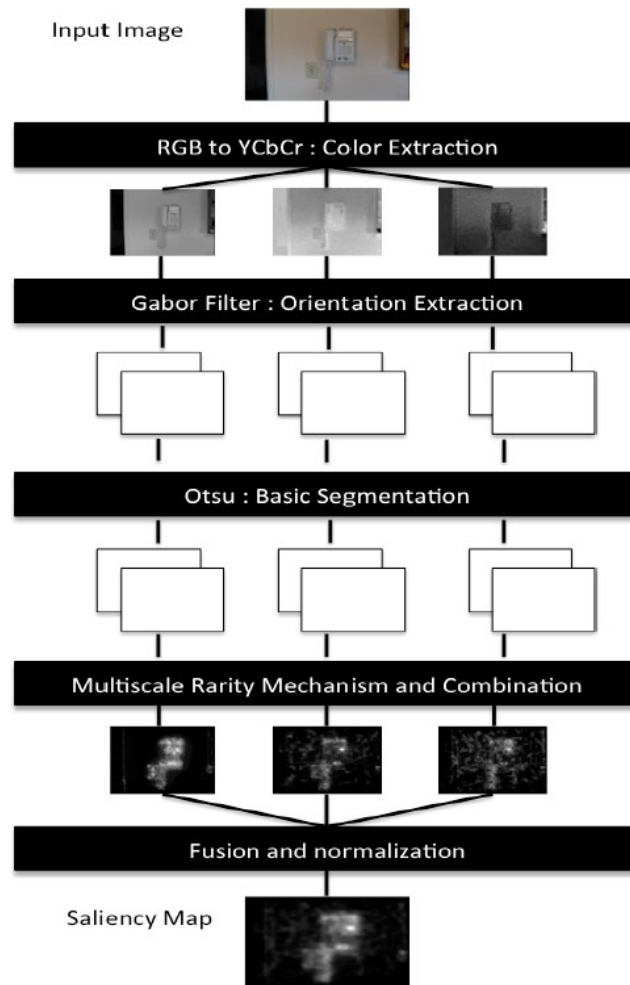 Input Image
RGB to YCbCr : Color Extraction
Gabor Filter : Orientation Extraction
Otsu : Basic Segmentation
Multiscale Rarity Mechanism and Combination
Fusion and normalization
Saliency Map